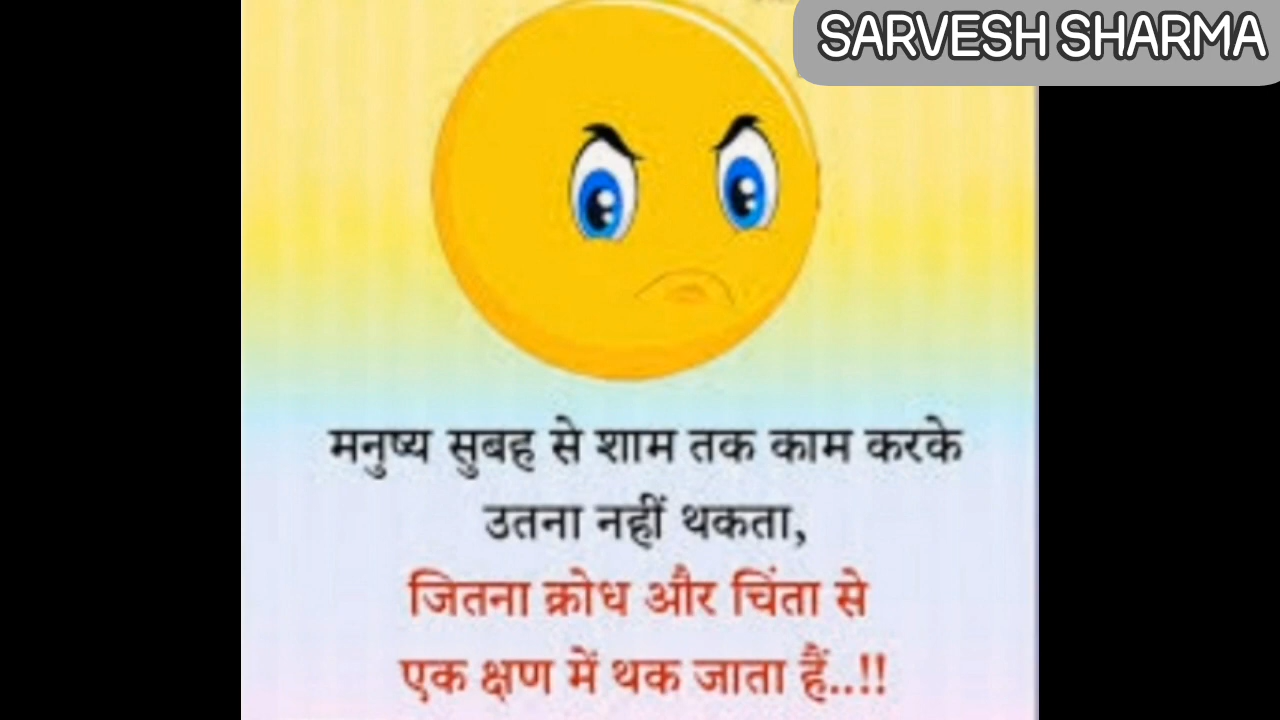 SARVESH SHARMA
मनुष्य सुबह से शाम तक काम करके
उतना नहीं थकता,
जितना क्रोध और चिंता से
एक क्षण में थक जाता हैं..!!